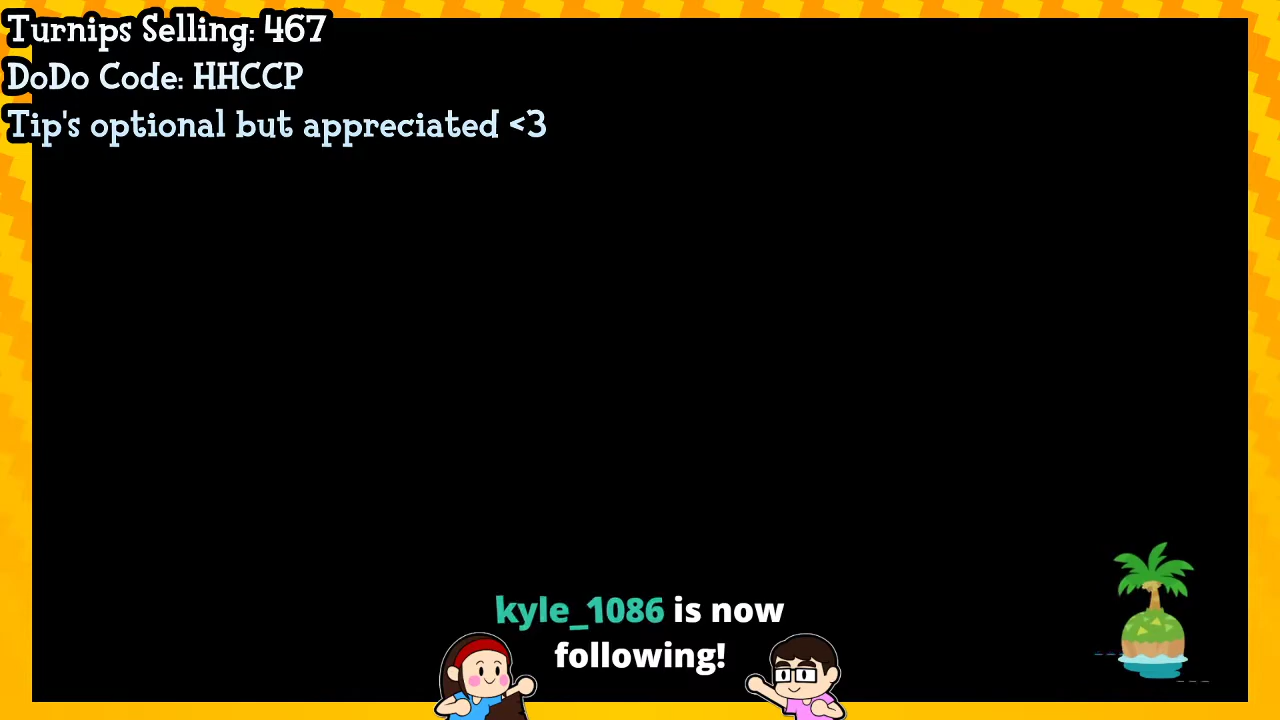 Turnips Selling: 467
DoDo Code: HHCCP
Tip's optional but appreciated <3
kyle_1086 is now
following!